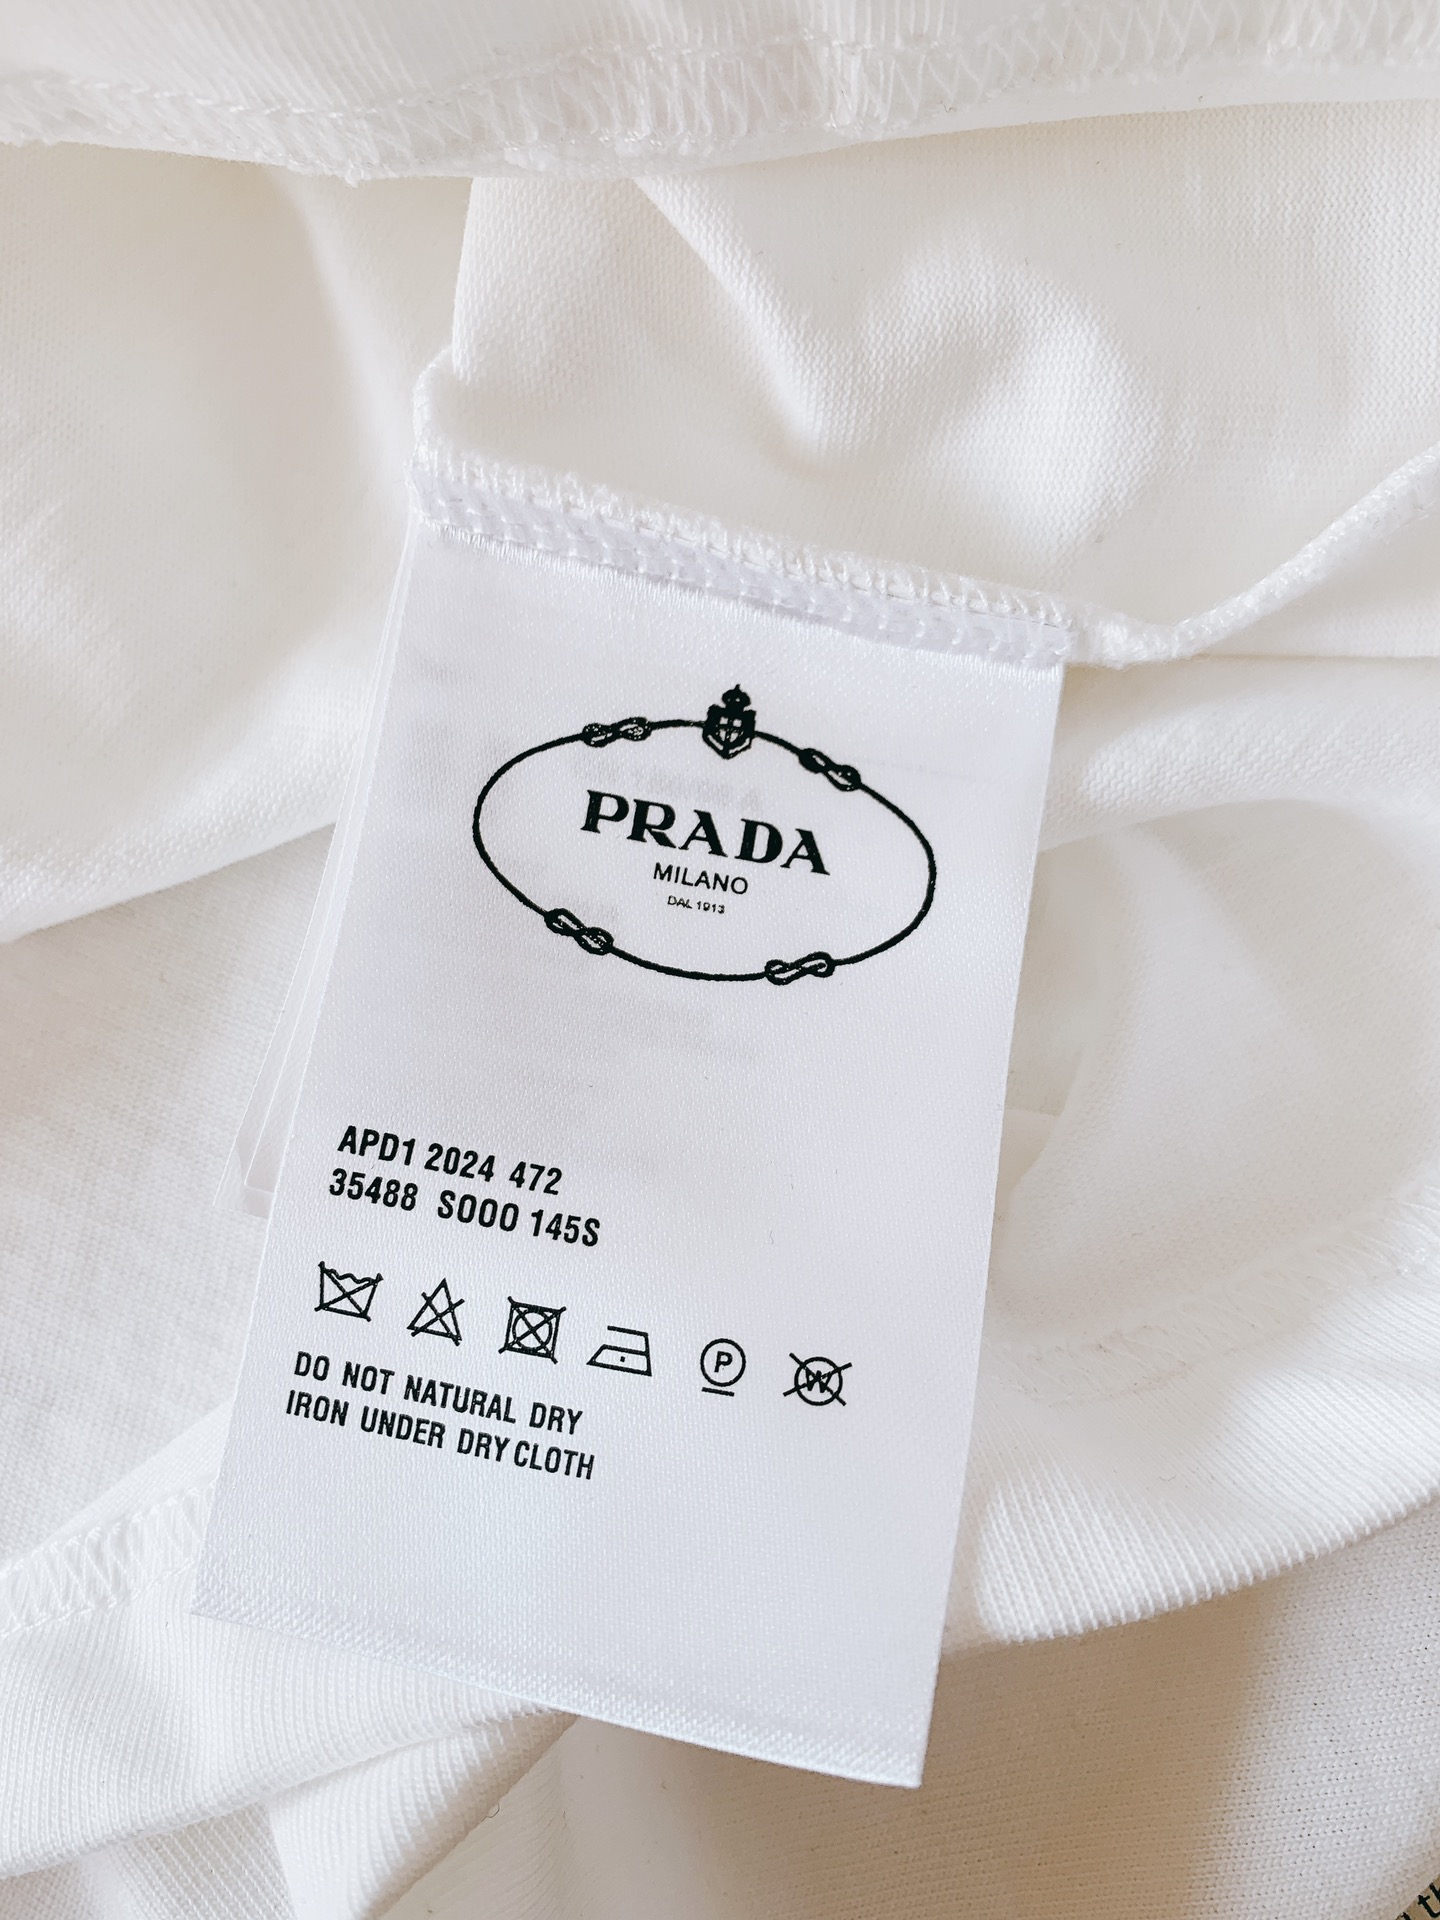 PRADA
MILANO
DAL 1913
APD1 2024 472
35488 S000 145S
P
W
DO NOT NATURAL DRY
IRON UNDER DRY CLOTH